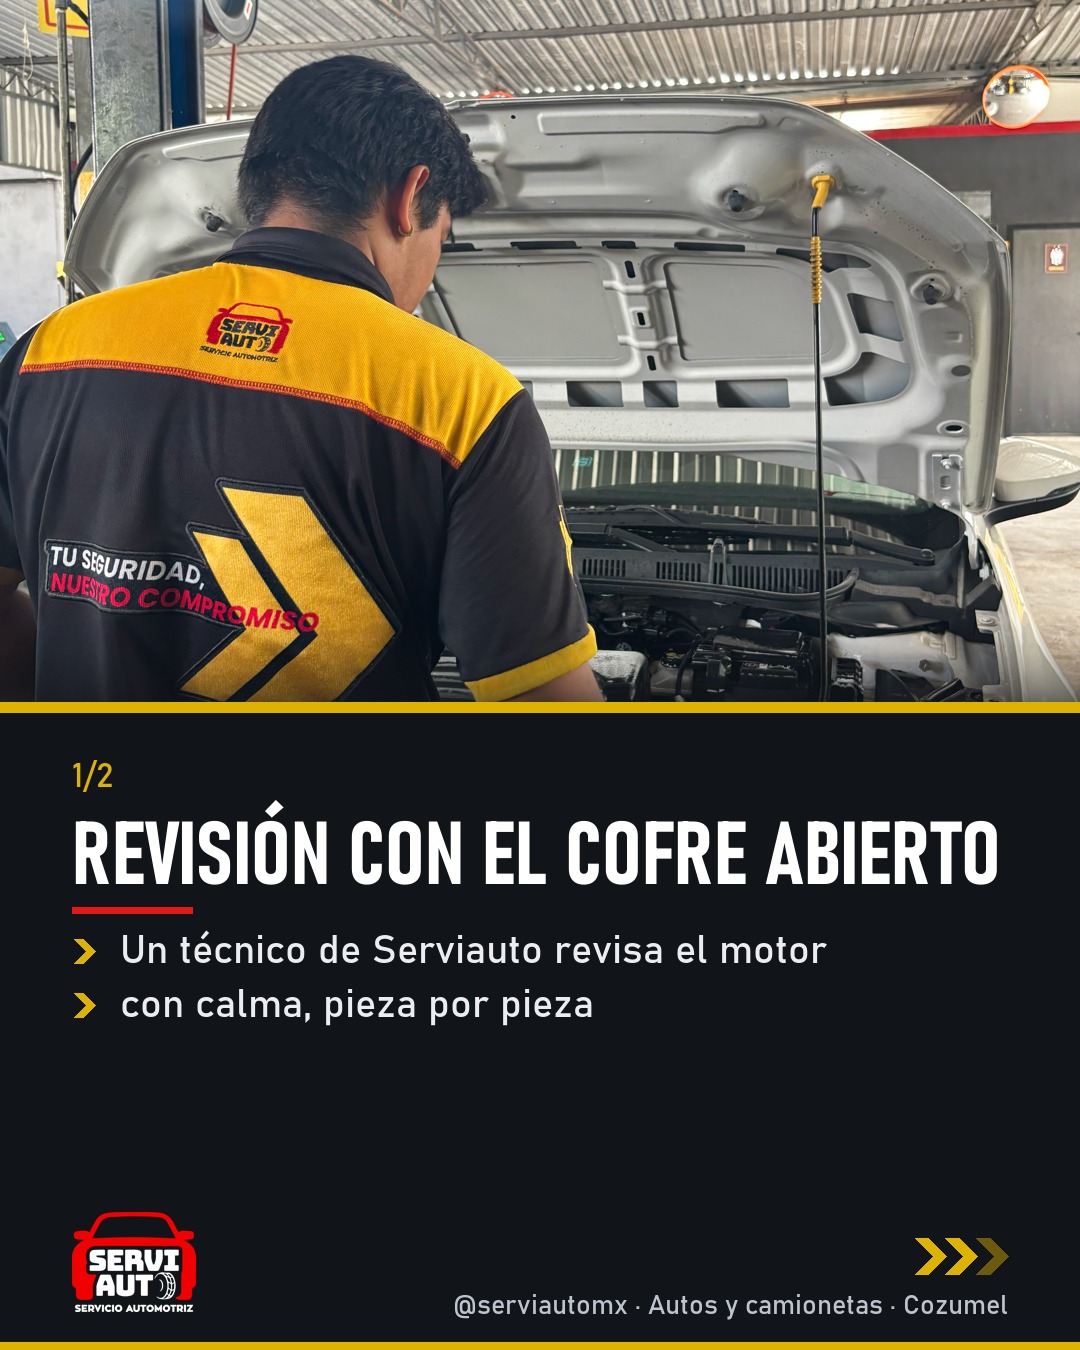 SERVI
AUTO
SERVICIO AUTOMOTRIZ
TU SEGURIDAD,
NUESTRO COMPROMISO
1/2
REVISIÓN CON EL COFRE ABIERTO
Un técnico de Serviauto revisa el motor
con calma, pieza por pieza
SERVI
AUTO
SERVICIO AUTOMOTRIZ
@serviautomx · Autos y camionetas · Cozumel